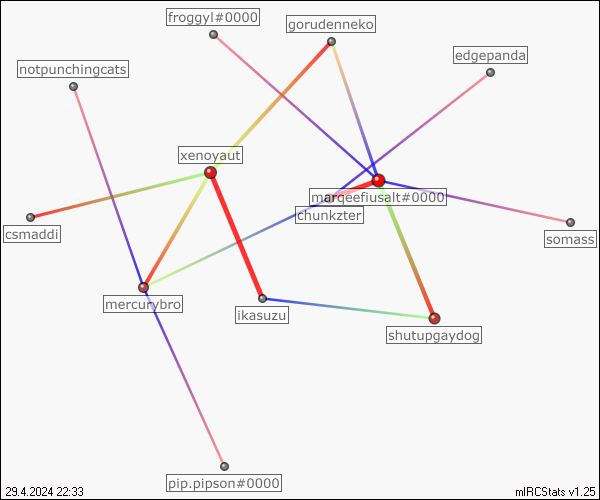 froggyl#0000
gorudenneko
edgepanda
notpunchingcats
xenoyaut
marqeefiusalt#0000
chunkzter
csmaddi
somass
mercurybro
ikasuzu
shutupgaydog
pip.pipson#0000
29.4.2024 22:33
mIRCStats v1.25